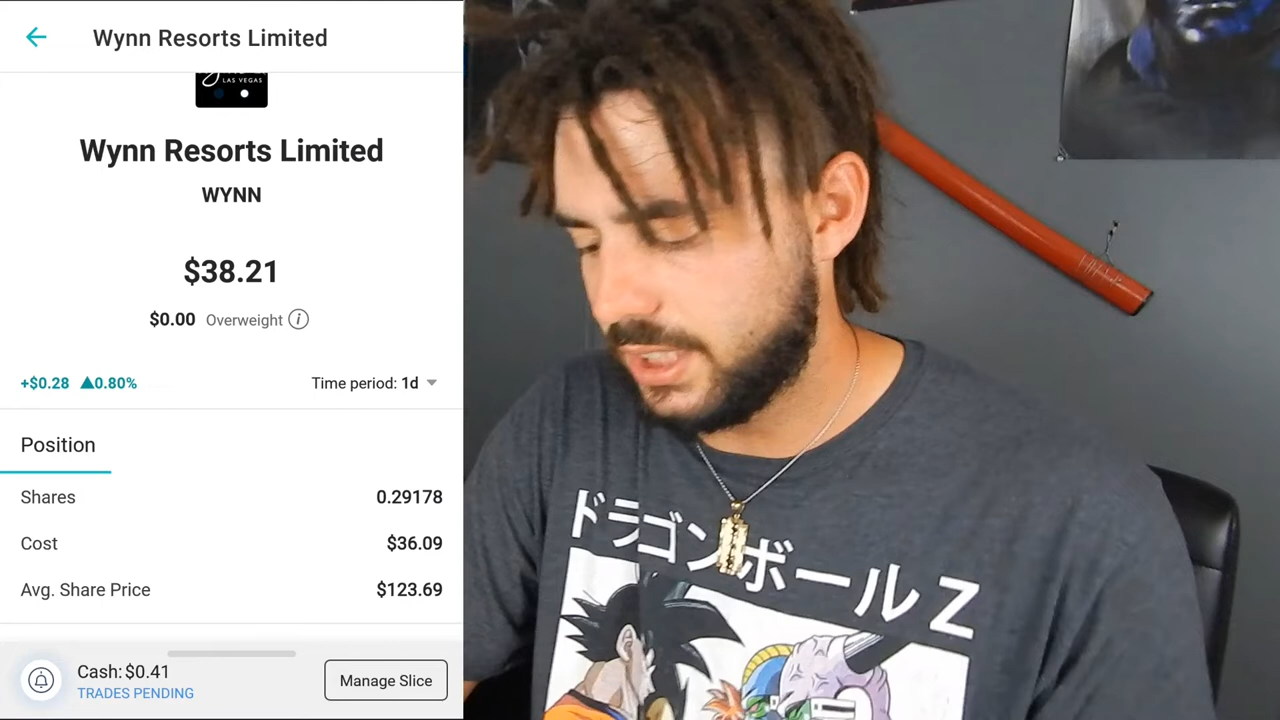 Wynn Resorts Limited
LAS VEGAS
Wynn Resorts Limited
WYNN
$38.21
$0.00 Overweight i
+$0.28 ▲0.80% Time period: 1d
Position
Shares 0.29178
Cost $36.09
Avg. Share Price $123.69
Cash: $0.41
TRADES PENDING
Manage Slice
ドラゴンボールZ